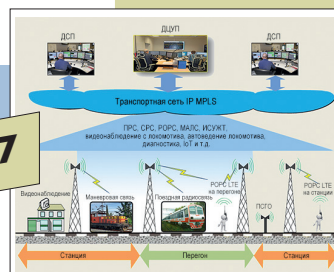 ДСП
ДЦУП
ДСП
Транспортная сеть IP MPLS
ПРС, СРС, РОРС, МАЛС, ИСУЖТ,
видеонаблюдение с локомотива, автоведение локомотива,
диагностика, IoT и т.д.
7
Видеонаблюдение
Маневровая связь
Поездная радиосвязь
РОРС LTE
на перегоне
ПСГО
РОРС LTE
на станции
Станция
Перегон
Станция